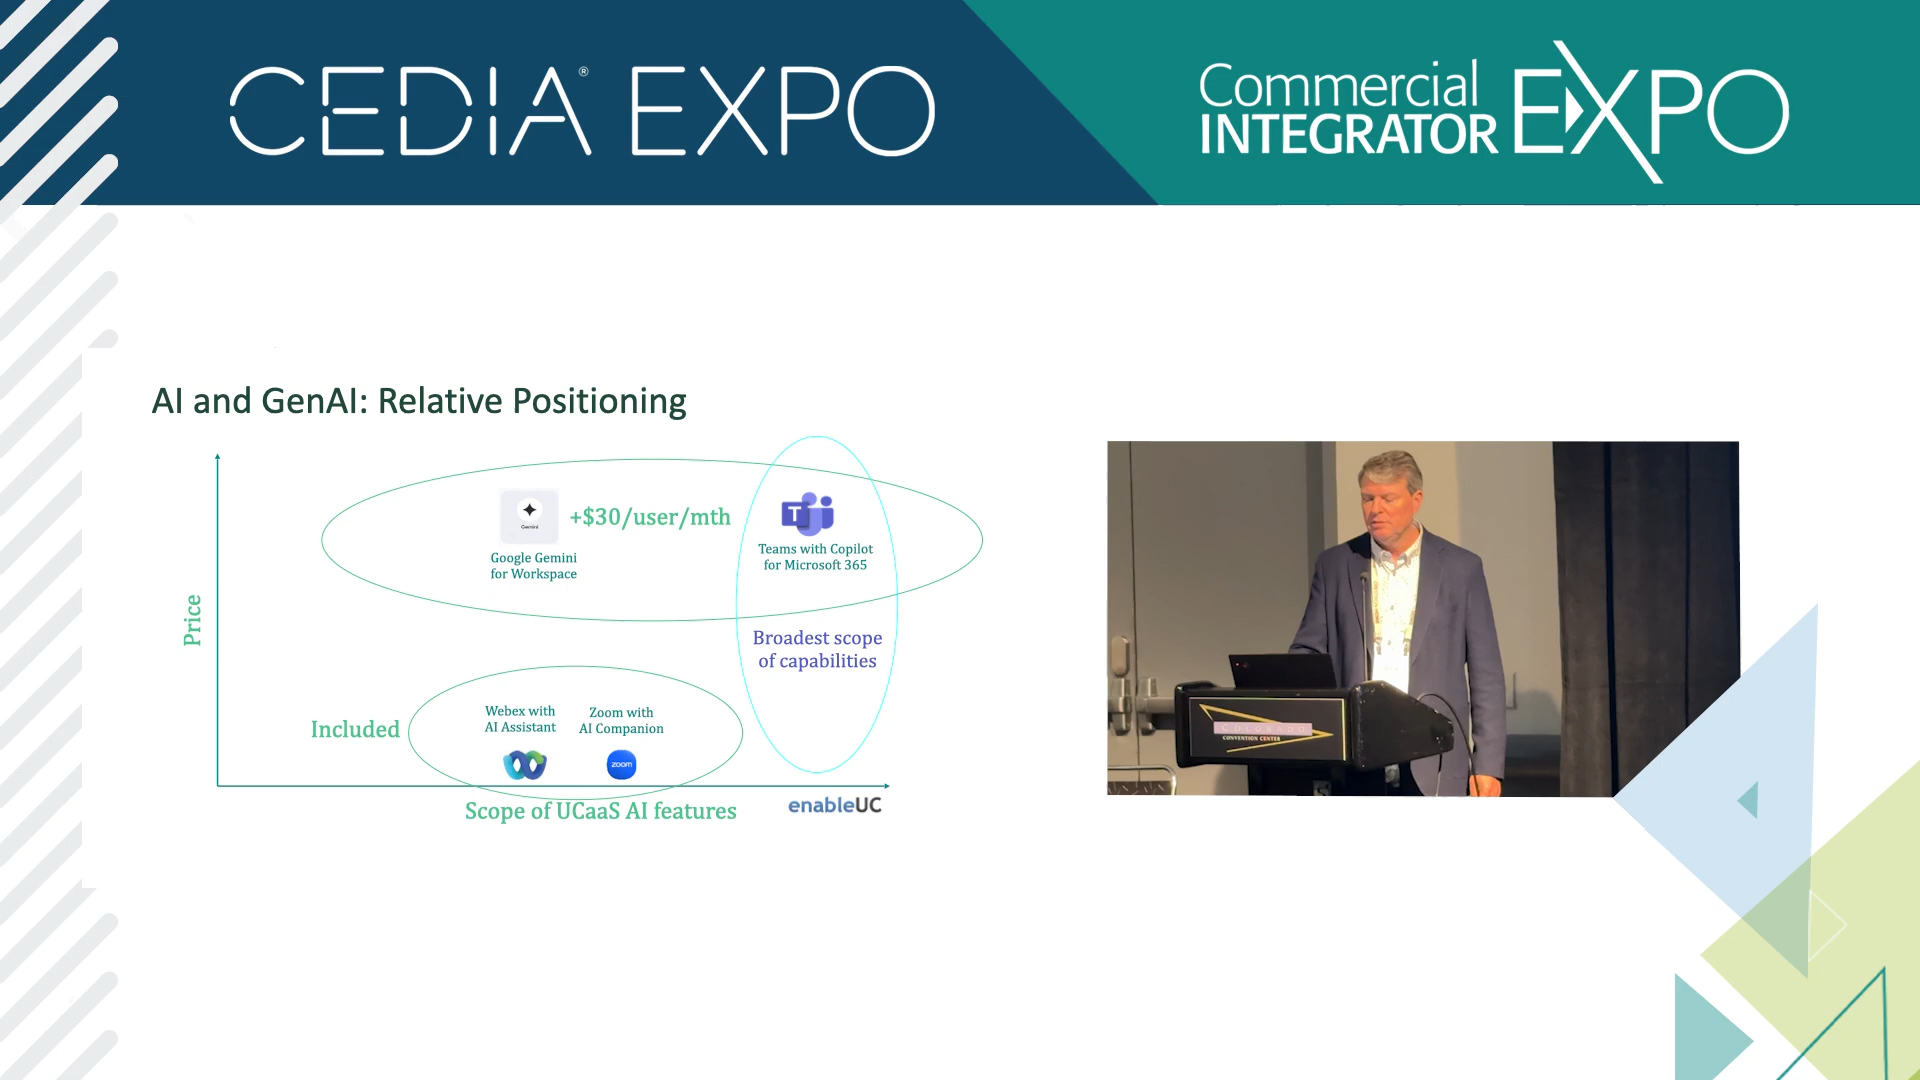 CEDIA® EXPO
Commercial
INTEGRATOR EXPO
AI and GenAI: Relative Positioning
Price
Gemini
+$30/user/mth
Google Gemini
for Workspace
T
Teams with Copilot
for Microsoft 365
Broadest scope
of capabilities
Included
Webex with
AI Assistant
Zoom with
AI Companion
zoom
Scope of UCaaS AI features
enableUC
COLORADO
CONVENTION CENTER